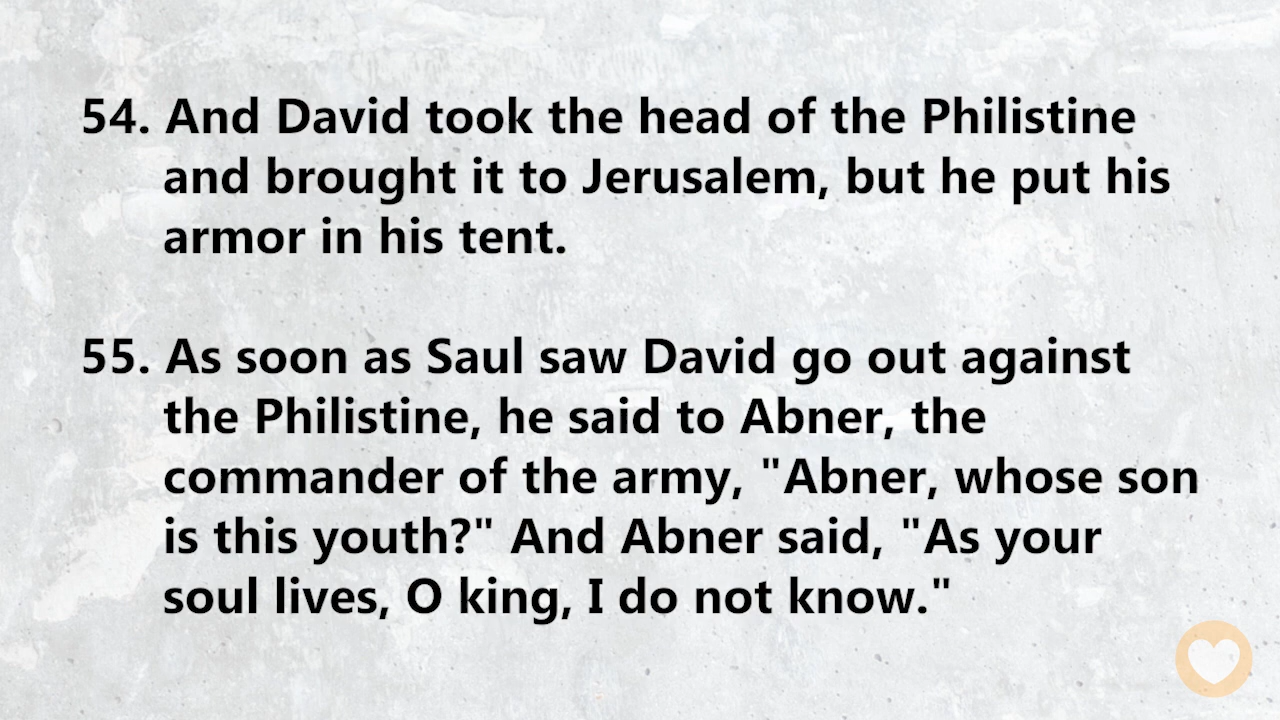 54. And David took the head of the Philistine
and brought it to Jerusalem, but he put his
armor in his tent.
55. As soon as Saul saw David go out against
the Philistine, he said to Abner, the
commander of the army, "Abner, whose son
is this youth?" And Abner said, "As your
soul lives, O king, I do not know."